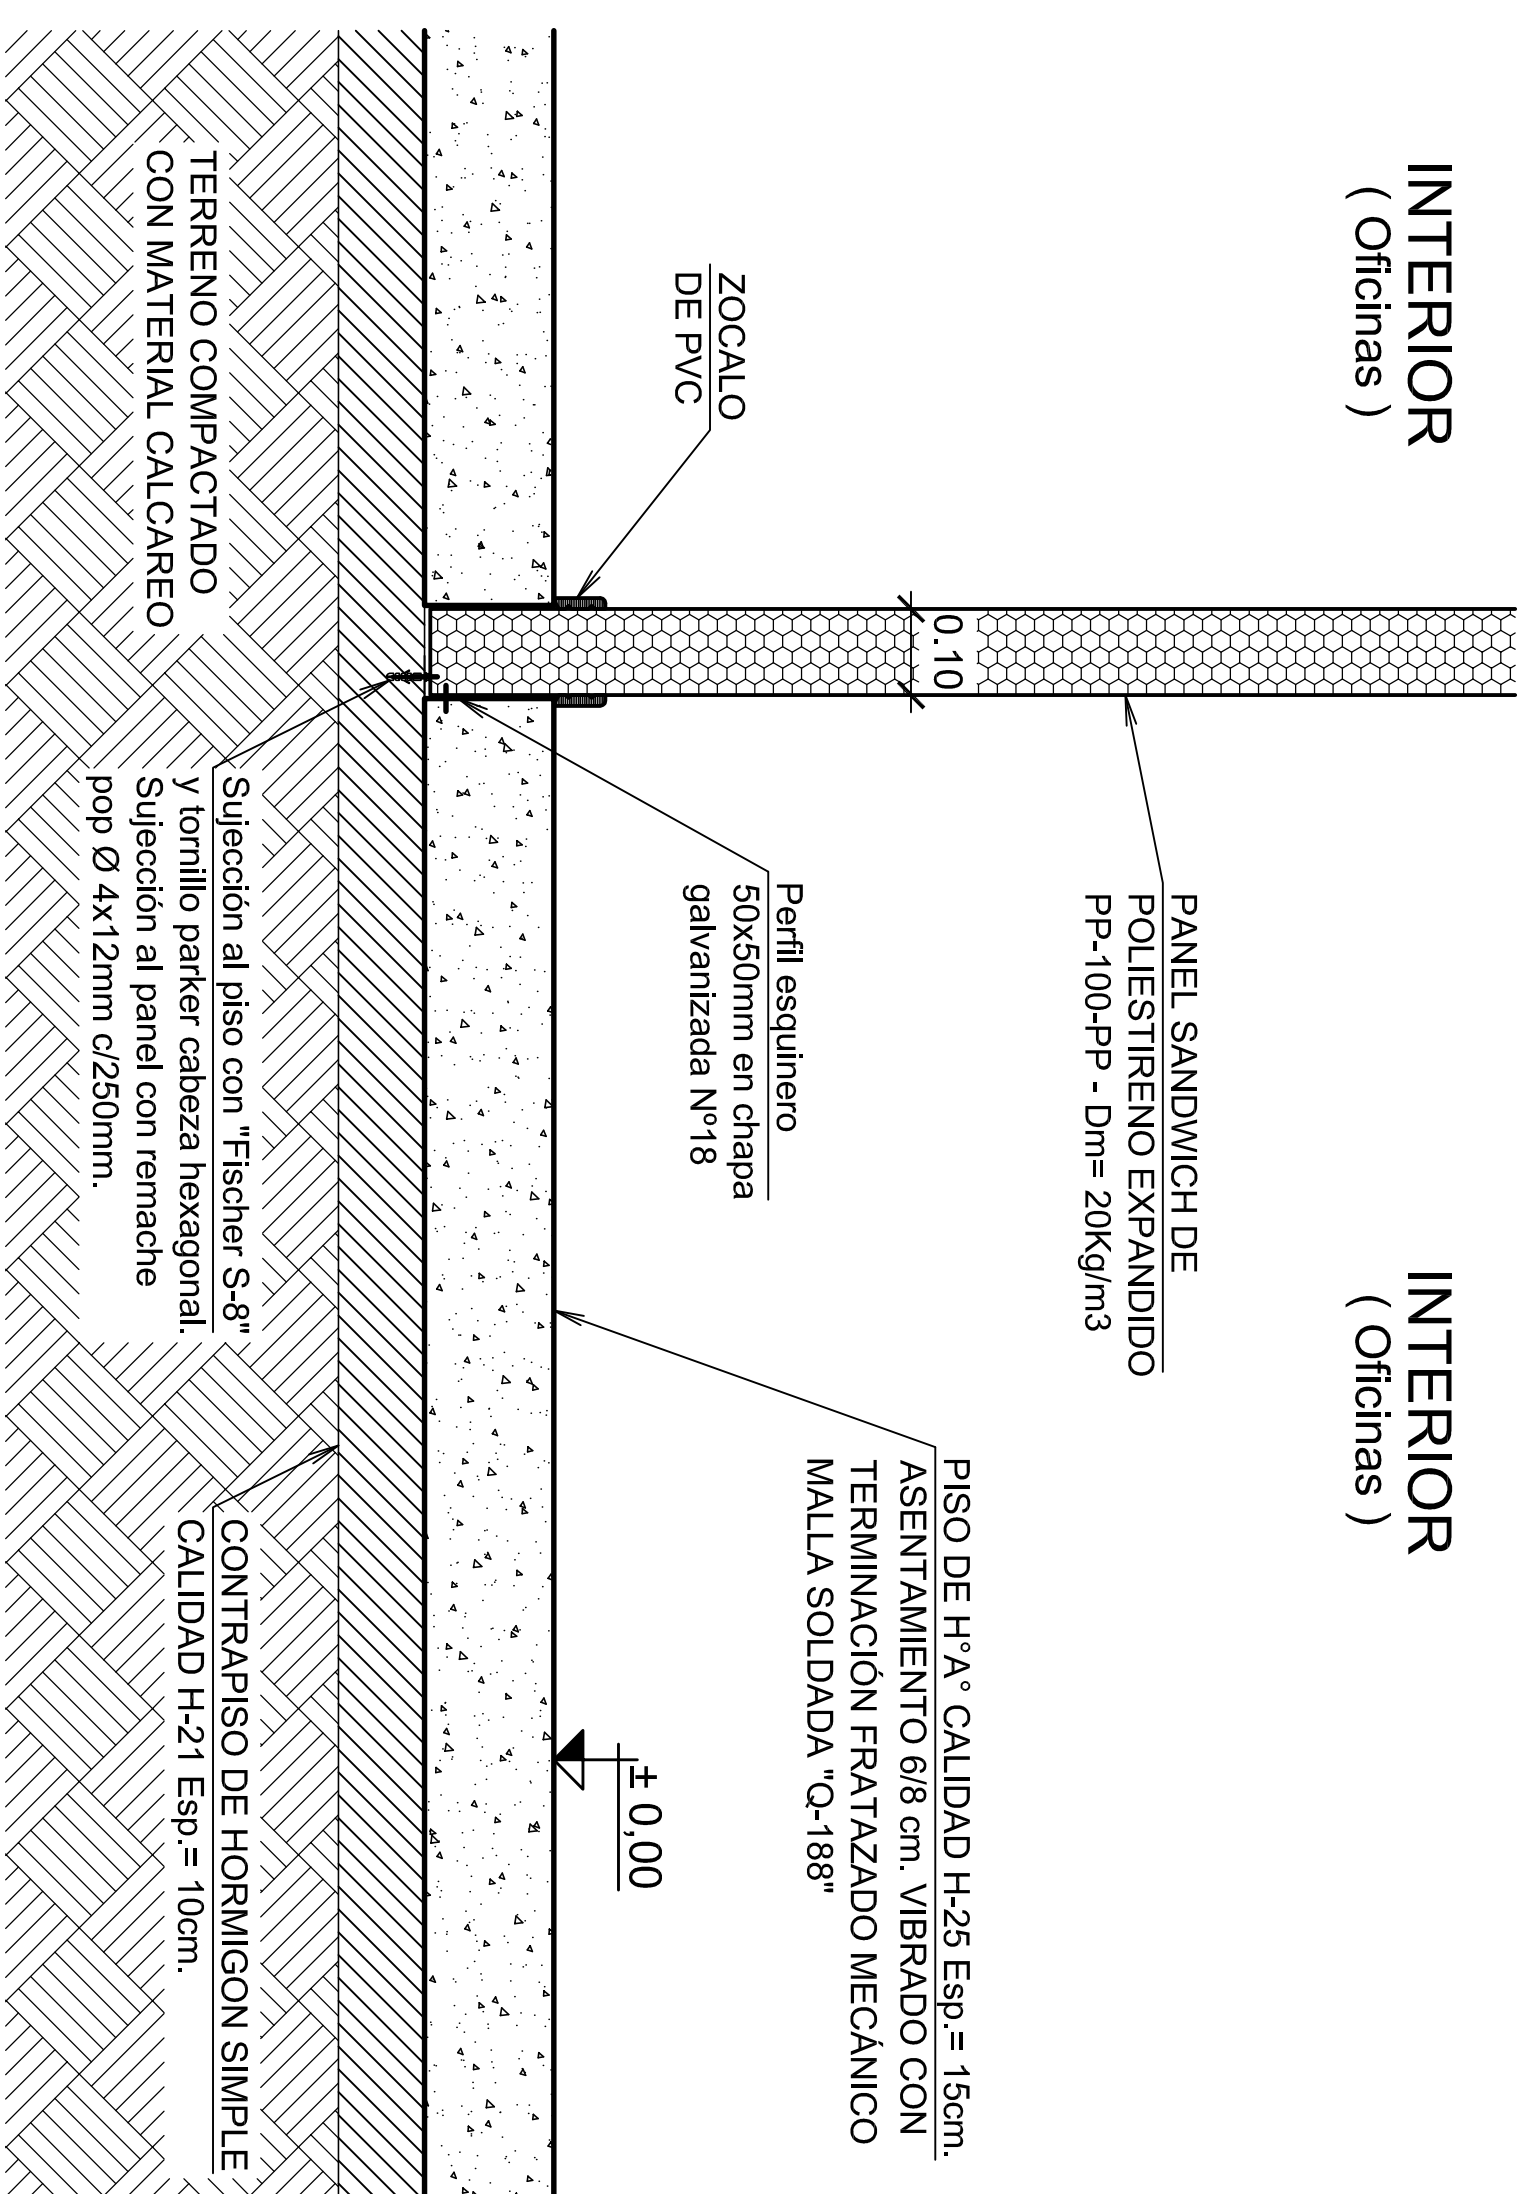 INTERIOR
( Oficinas )
INTERIOR
( Oficinas )
PANEL SANDWICH DE
POLIESTIRENO EXPANDIDO
PP-100-PP - Dm= 20Kg/m3
0.10
PISO DE H°A° CALIDAD H-25 Esp.= 15cm.
ASENTAMIENTO 6/8 cm. VIBRADO CON
TERMINACIÓN FRATAZADO MECÁNICO
MALLA SOLDADA "Q-188"
ZOCALO
DE PVC
Perfil esquinero
50x50mm en chapa
galvanizada Nº18
± 0,00
TERRENO COMPACTADO
CON MATERIAL CALCAREO
Sujección al piso con "Fischer S-8"
y tornillo parker cabeza hexagonal.
Sujección al panel con remache
pop Ø 4x12mm c/250mm.
CONTRAPISO DE HORMIGON SIMPLE
CALIDAD H-21 Esp.= 10cm.